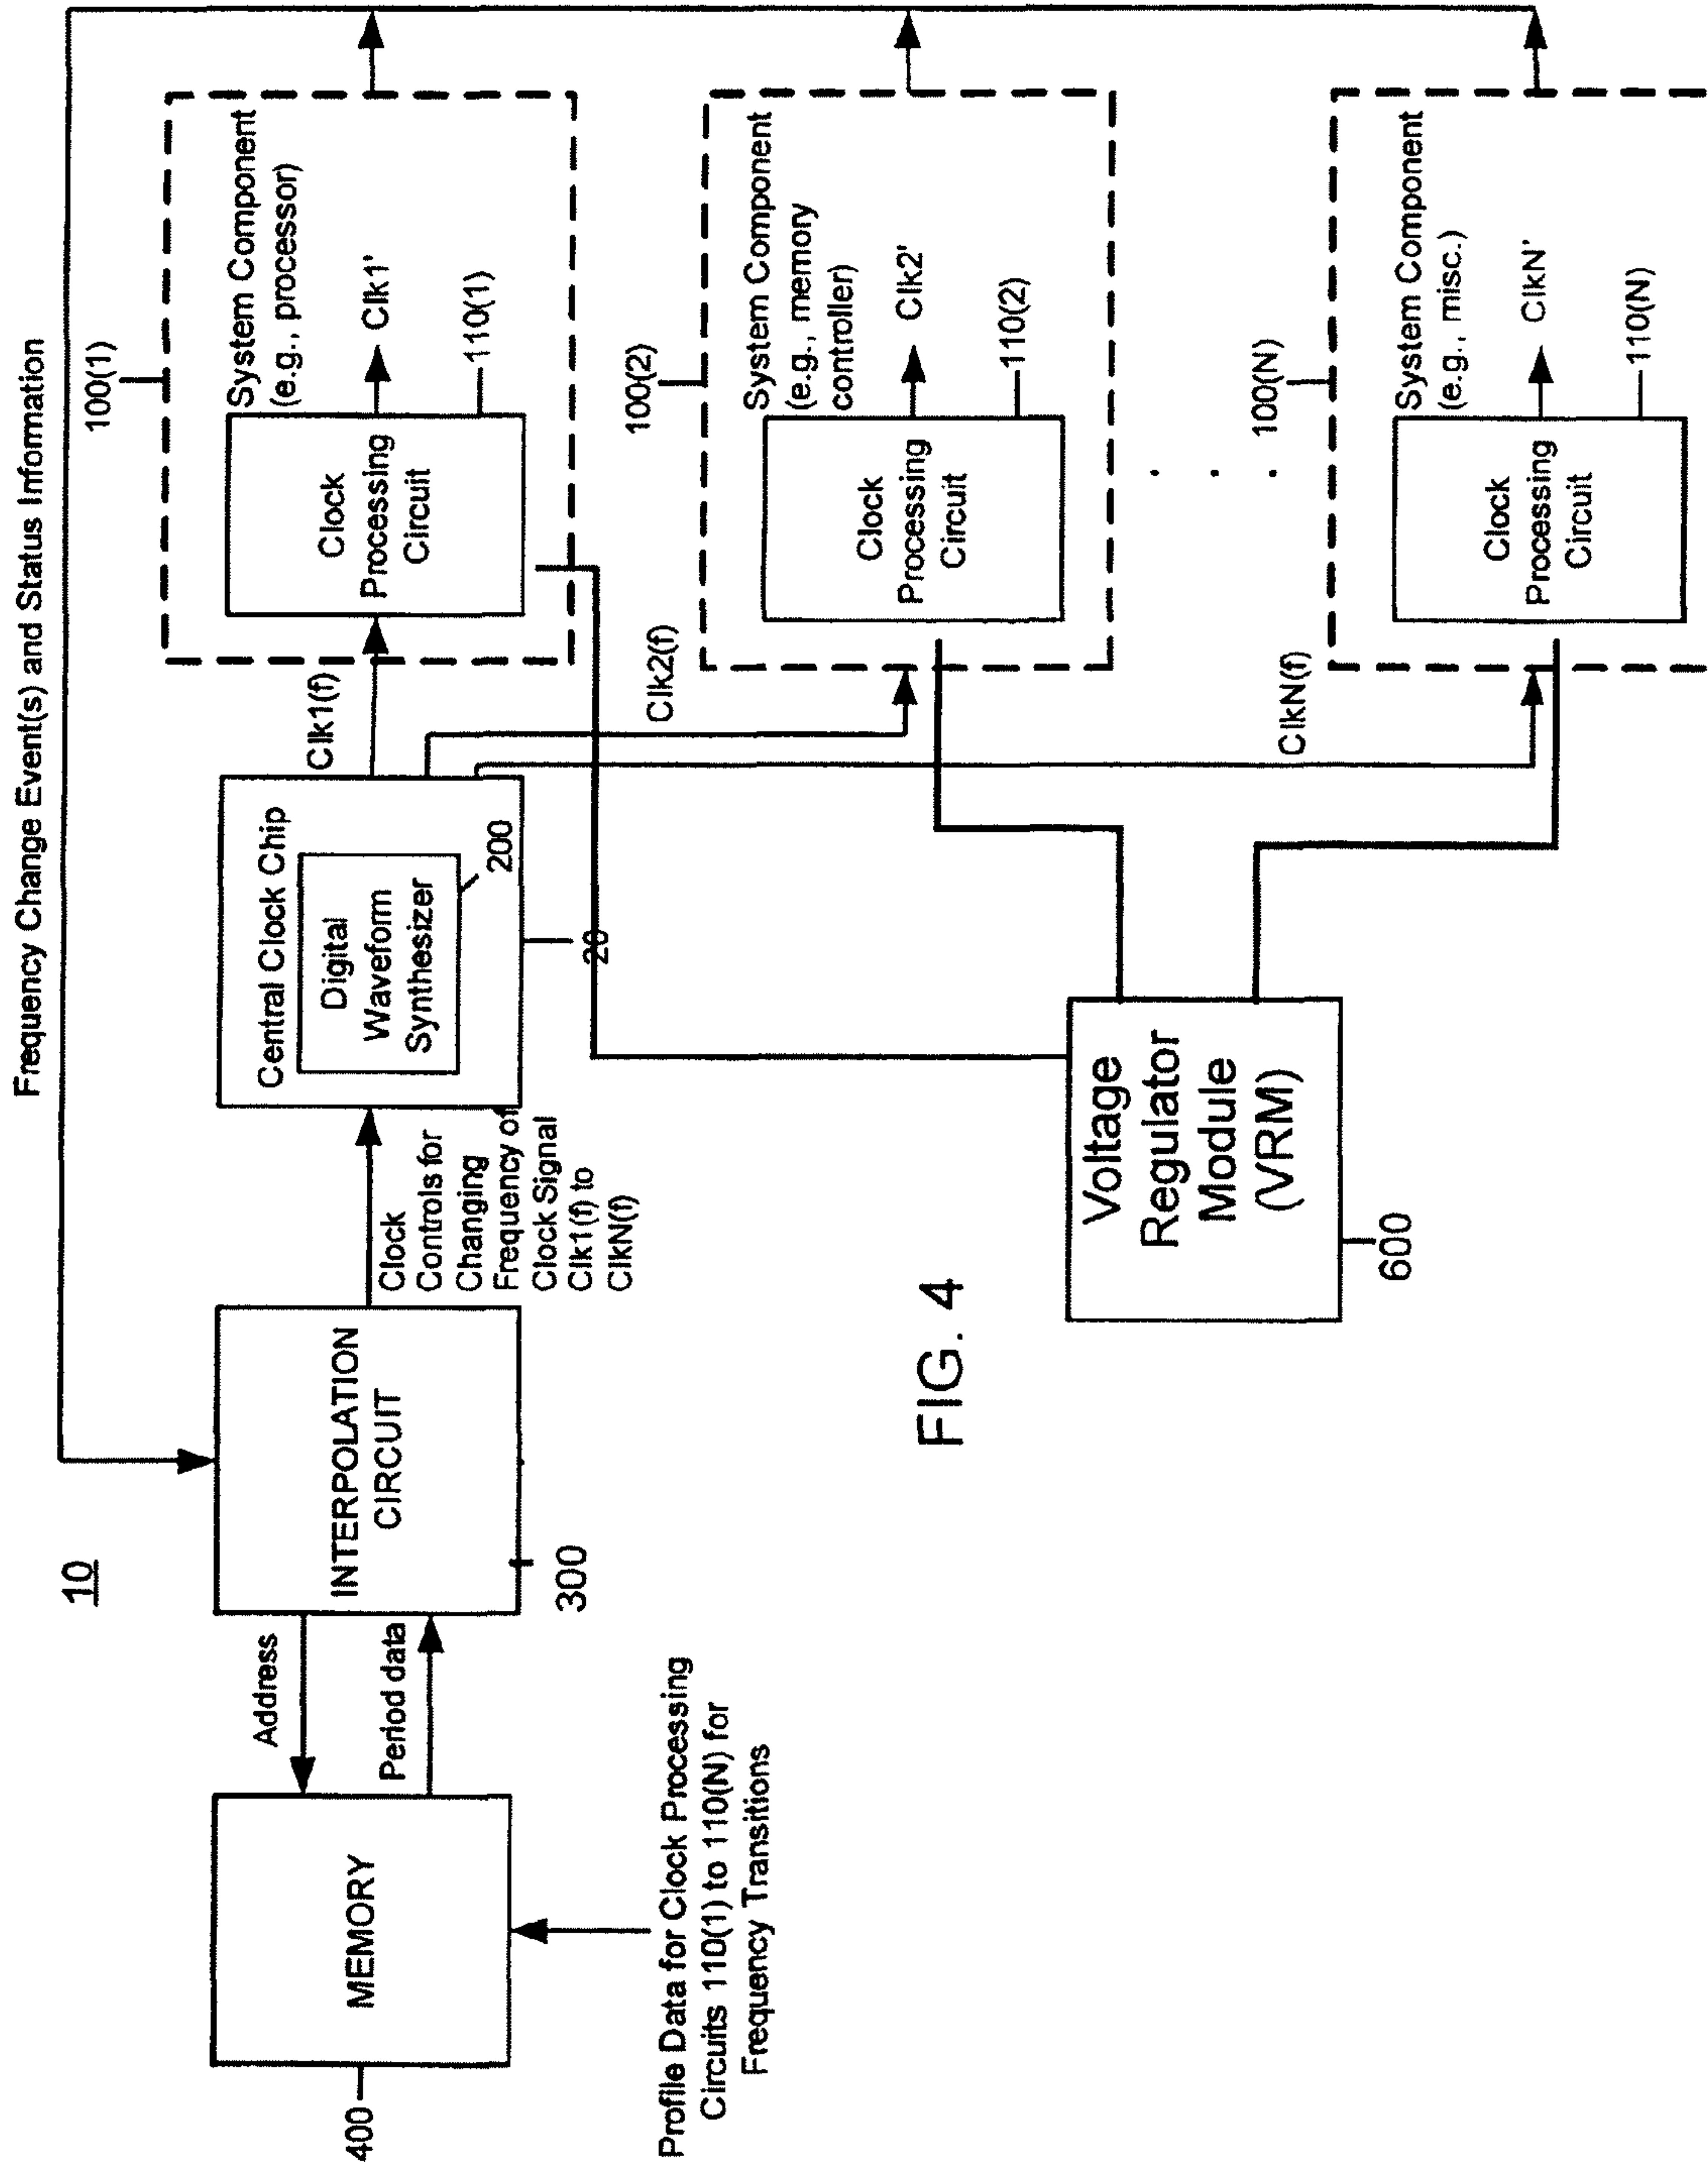 Frequency Change Event(s) and Status Information
10
400
MEMORY
Address
Period data
Profile Data for Clock Processing
Circuits 110(1) to 110(N) for
Frequency Transitions
INTERPOLATION
CIRCUIT
300
Clock
Controls for
Changing
Frequency of
Clock Signal
Clk1(f) to
ClkN(f)
Central Clock Chip
Digital
Waveform
Synthesizer
200
20
Clk1(f)
Clk2(f)
ClkN(f)
100(1)
System Component
(e.g., processor)
Clock
Processing
Circuit
Clk1'
110(1)
100(2)
System Component
(e.g., memory
controller)
Clock
Processing
Circuit
Clk2'
110(2)
. . .
100(N)
System Component
(e.g., misc.)
Clock
Processing
Circuit
ClkN'
110(N)
Voltage
Regulator
Module
(VRM)
600
FIG. 4